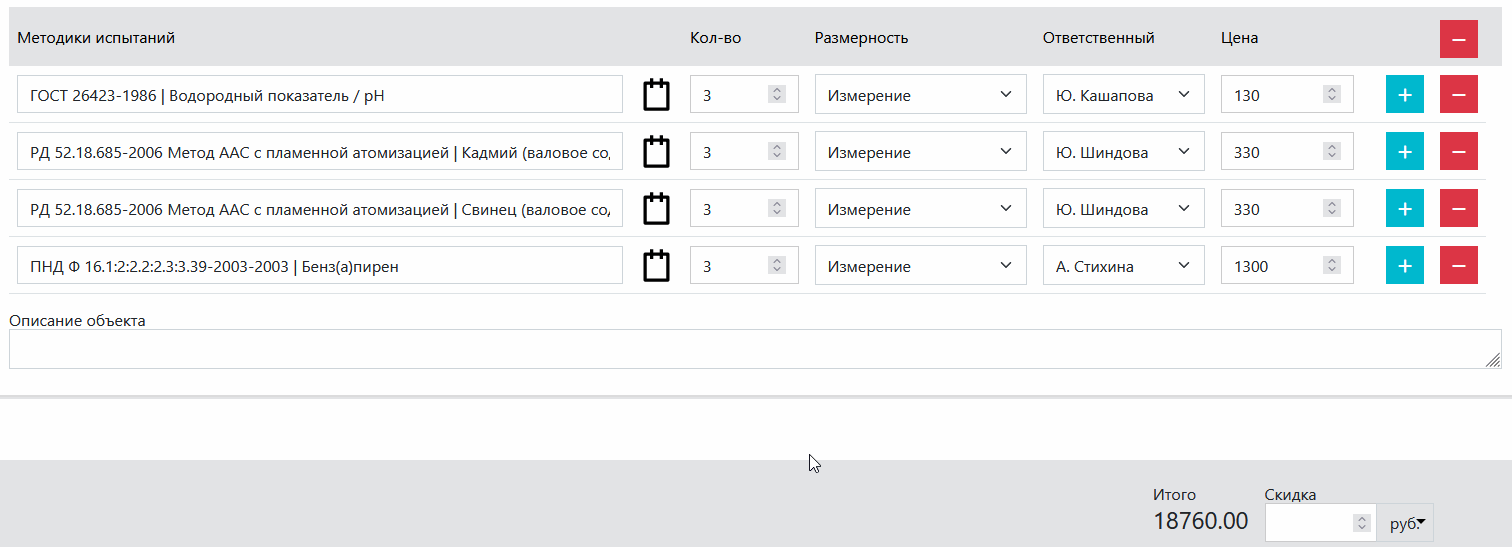 Методики испытаний Кол-во Размерность Ответственный Цена
ГОСТ 26423-1986 | Водородный показатель / pH 3 Измерение Ю. Кашапова 130
РД 52.18.685-2006 Метод ААС с пламенной атомизацией | Кадмий (валовое со, 3 Измерение Ю. Шиндова 330
РД 52.18.685-2006 Метод ААС с пламенной атомизацией | Свинец (валовое со, 3 Измерение Ю. Шиндова 330
ПНД Ф 16.1:2:2.2:2.3:3.39-2003-2003 | Бенз(а)пирен 3 Измерение А. Стихина 1300
Описание объекта
Итого Скидка
18760.00 руб.